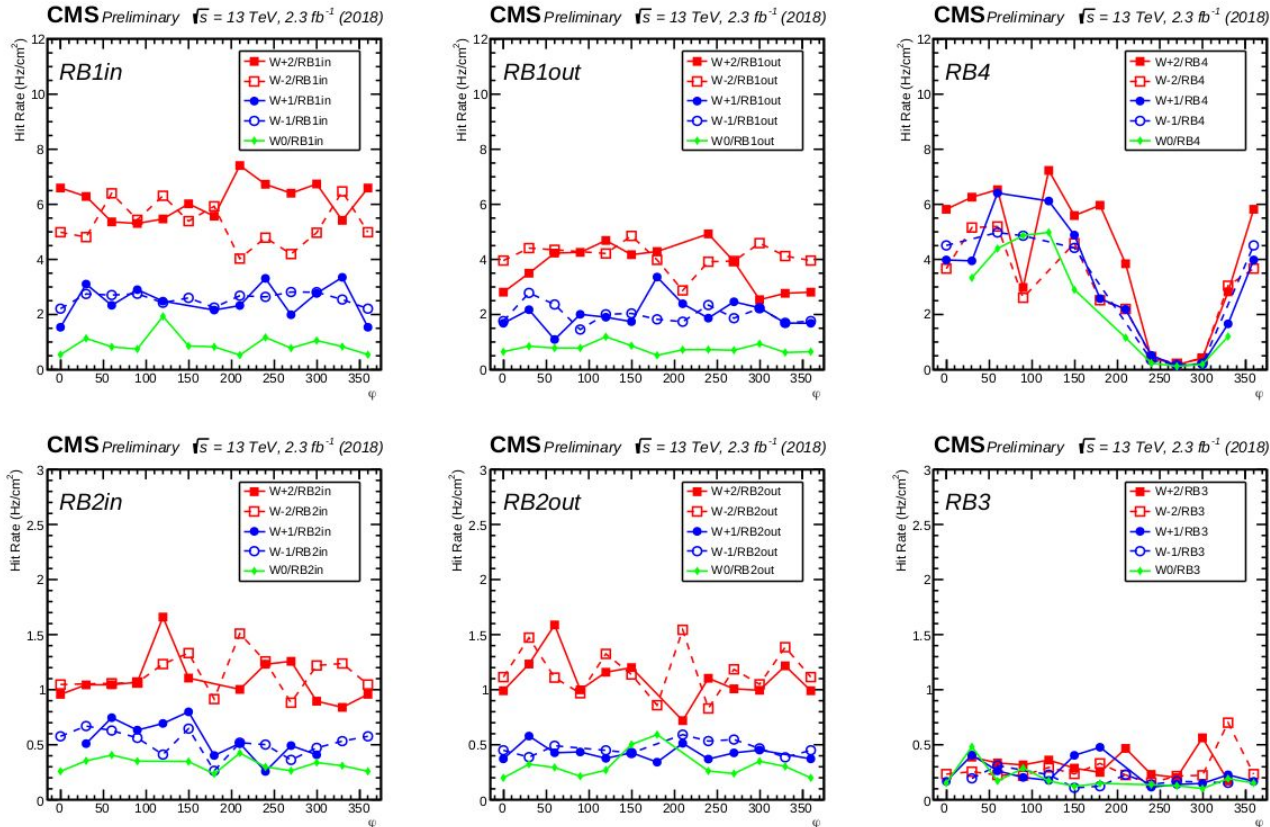 CMS Preliminary √s = 13 TeV, 2.3 fb⁻¹ (2018)
Hit Rate (Hz/cm²)
12
10
8
6
4
2
0
RB1in
W+2/RB1in
W-2/RB1in
W+1/RB1in
W-1/RB1in
W0/RB1in
0 50 100 150 200 250 300 350
φ
CMS Preliminary √s = 13 TeV, 2.3 fb⁻¹ (2018)
Hit Rate (Hz/cm²)
12
10
8
6
4
2
0
RB1out
W+2/RB1out
W-2/RB1out
W+1/RB1out
W-1/RB1out
W0/RB1out
0 50 100 150 200 250 300 350
φ
CMS Preliminary √s = 13 TeV, 2.3 fb⁻¹ (2018)
Hit Rate (Hz/cm²)
12
10
8
6
4
2
0
RB4
W+2/RB4
W-2/RB4
W+1/RB4
W-1/RB4
W0/RB4
0 50 100 150 200 250 300 350
φ
CMS Preliminary √s = 13 TeV, 2.3 fb⁻¹ (2018)
Hit Rate (Hz/cm²)
3
2.5
2
1.5
1
0.5
0
RB2in
W+2/RB2in
W-2/RB2in
W+1/RB2in
W-1/RB2in
W0/RB2in
0 50 100 150 200 250 300 350
φ
CMS Preliminary √s = 13 TeV, 2.3 fb⁻¹ (2018)
Hit Rate (Hz/cm²)
3
2.5
2
1.5
1
0.5
0
RB2out
W+2/RB2out
W-2/RB2out
W+1/RB2out
W-1/RB2out
W0/RB2out
0 50 100 150 200 250 300 350
φ
CMS Preliminary √s = 13 TeV, 2.3 fb⁻¹ (2018)
Hit Rate (Hz/cm²)
3
2.5
2
1.5
1
0.5
0
RB3
W+2/RB3
W-2/RB3
W+1/RB3
W-1/RB3
W0/RB3
0 50 100 150 200 250 300 350
φ